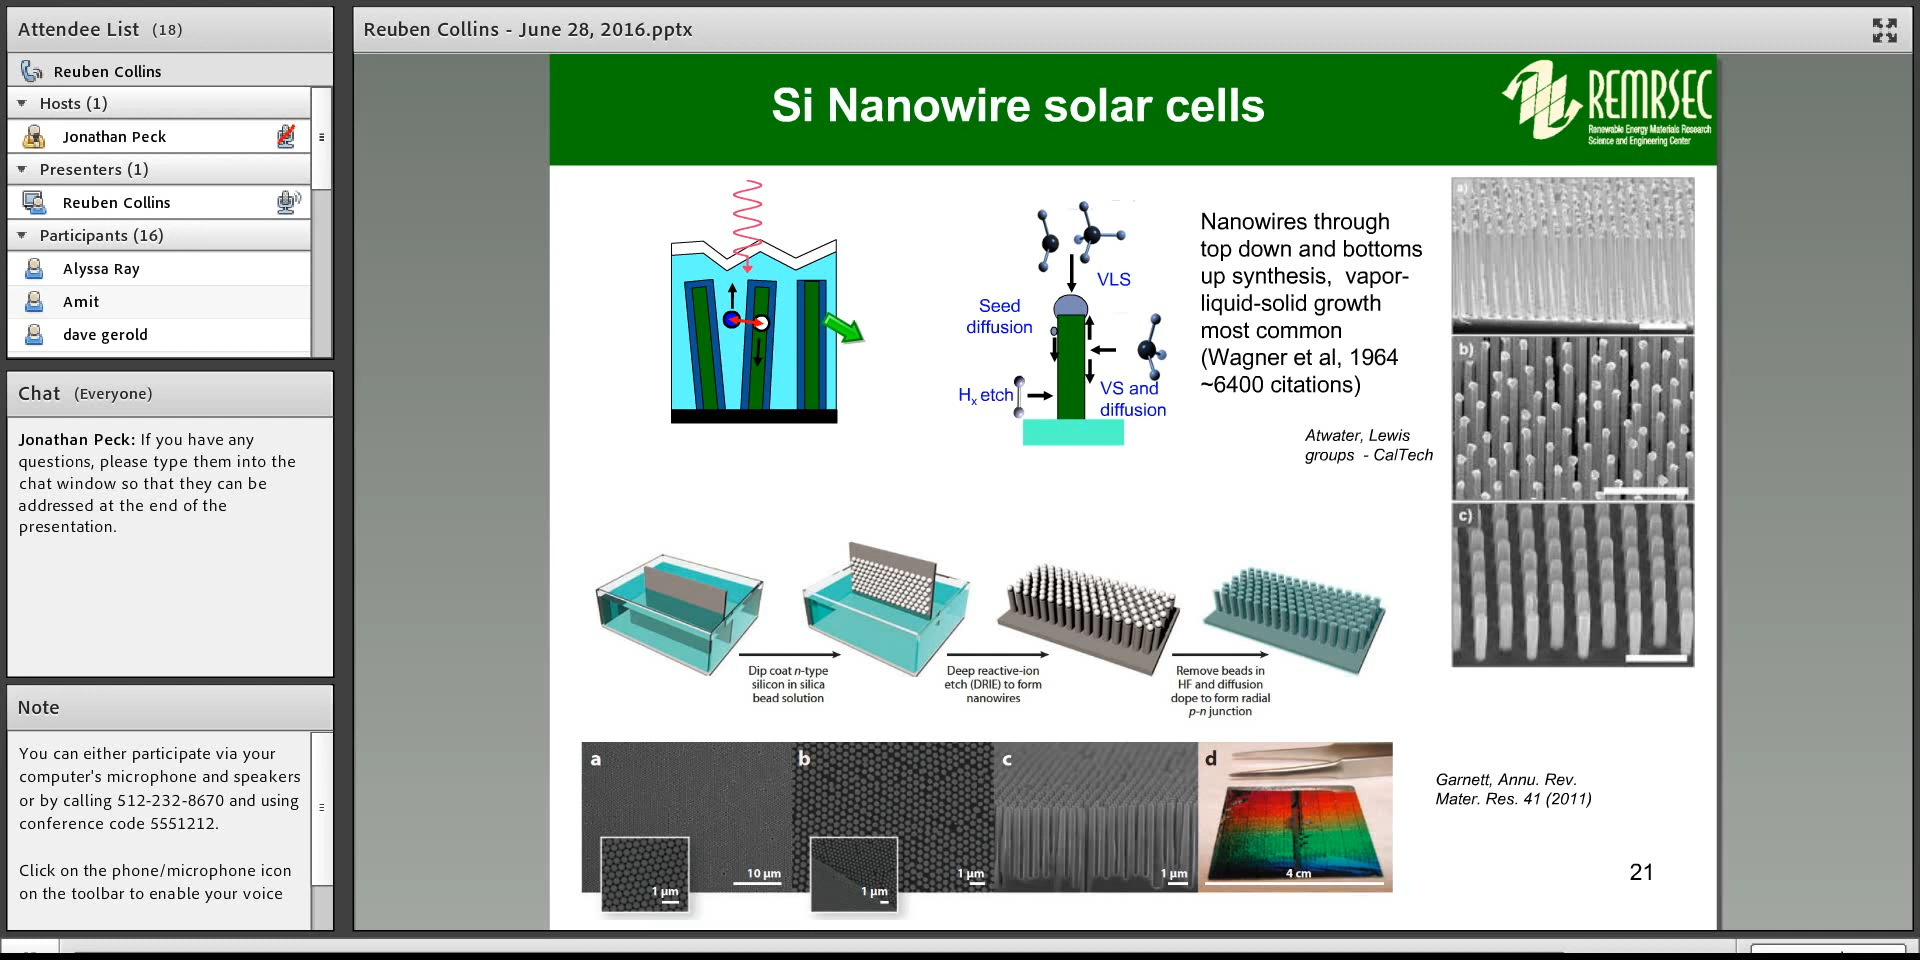 Attendee List (18)
Reuben Collins
Hosts (1)
Jonathan Peck
Presenters (1)
Reuben Collins
Participants (16)
Alyssa Ray
Amit
dave gerold
Chat (Everyone)
Jonathan Peck: If you have any
questions, please type them into the
chat window so that they can be
addressed at the end of the
presentation.
Note
You can either participate via your
computer's microphone and speakers
or by calling 512-232-8670 and using
conference code 5551212.
Click on the phone/microphone icon
on the toolbar to enable your voice
Reuben Collins - June 28, 2016.pptx
Si Nanowire solar cells
REMRSEC
Renewable Energy Materials Research
Science and Engineering Center
VLS
Seed
diffusion
Hx etch
VS and
diffusion
Nanowires through
top down and bottoms
up synthesis, vapor-
liquid-solid growth
most common
(Wagner et al, 1964
~6400 citations)
Atwater, Lewis
groups - CalTech
a)
b)
c)
Dip coat n-type
silicon in silica
bead solution
Deep reactive-ion
etch (DRIE) to form
nanowires
Remove beads in
HF and diffusion
dope to form radial
p-n junction
a
10 µm
1 µm
b
1 µm
1 µm
c
1 µm
d
4 cm
Garnett, Annu. Rev.
Mater. Res. 41 (2011)
21